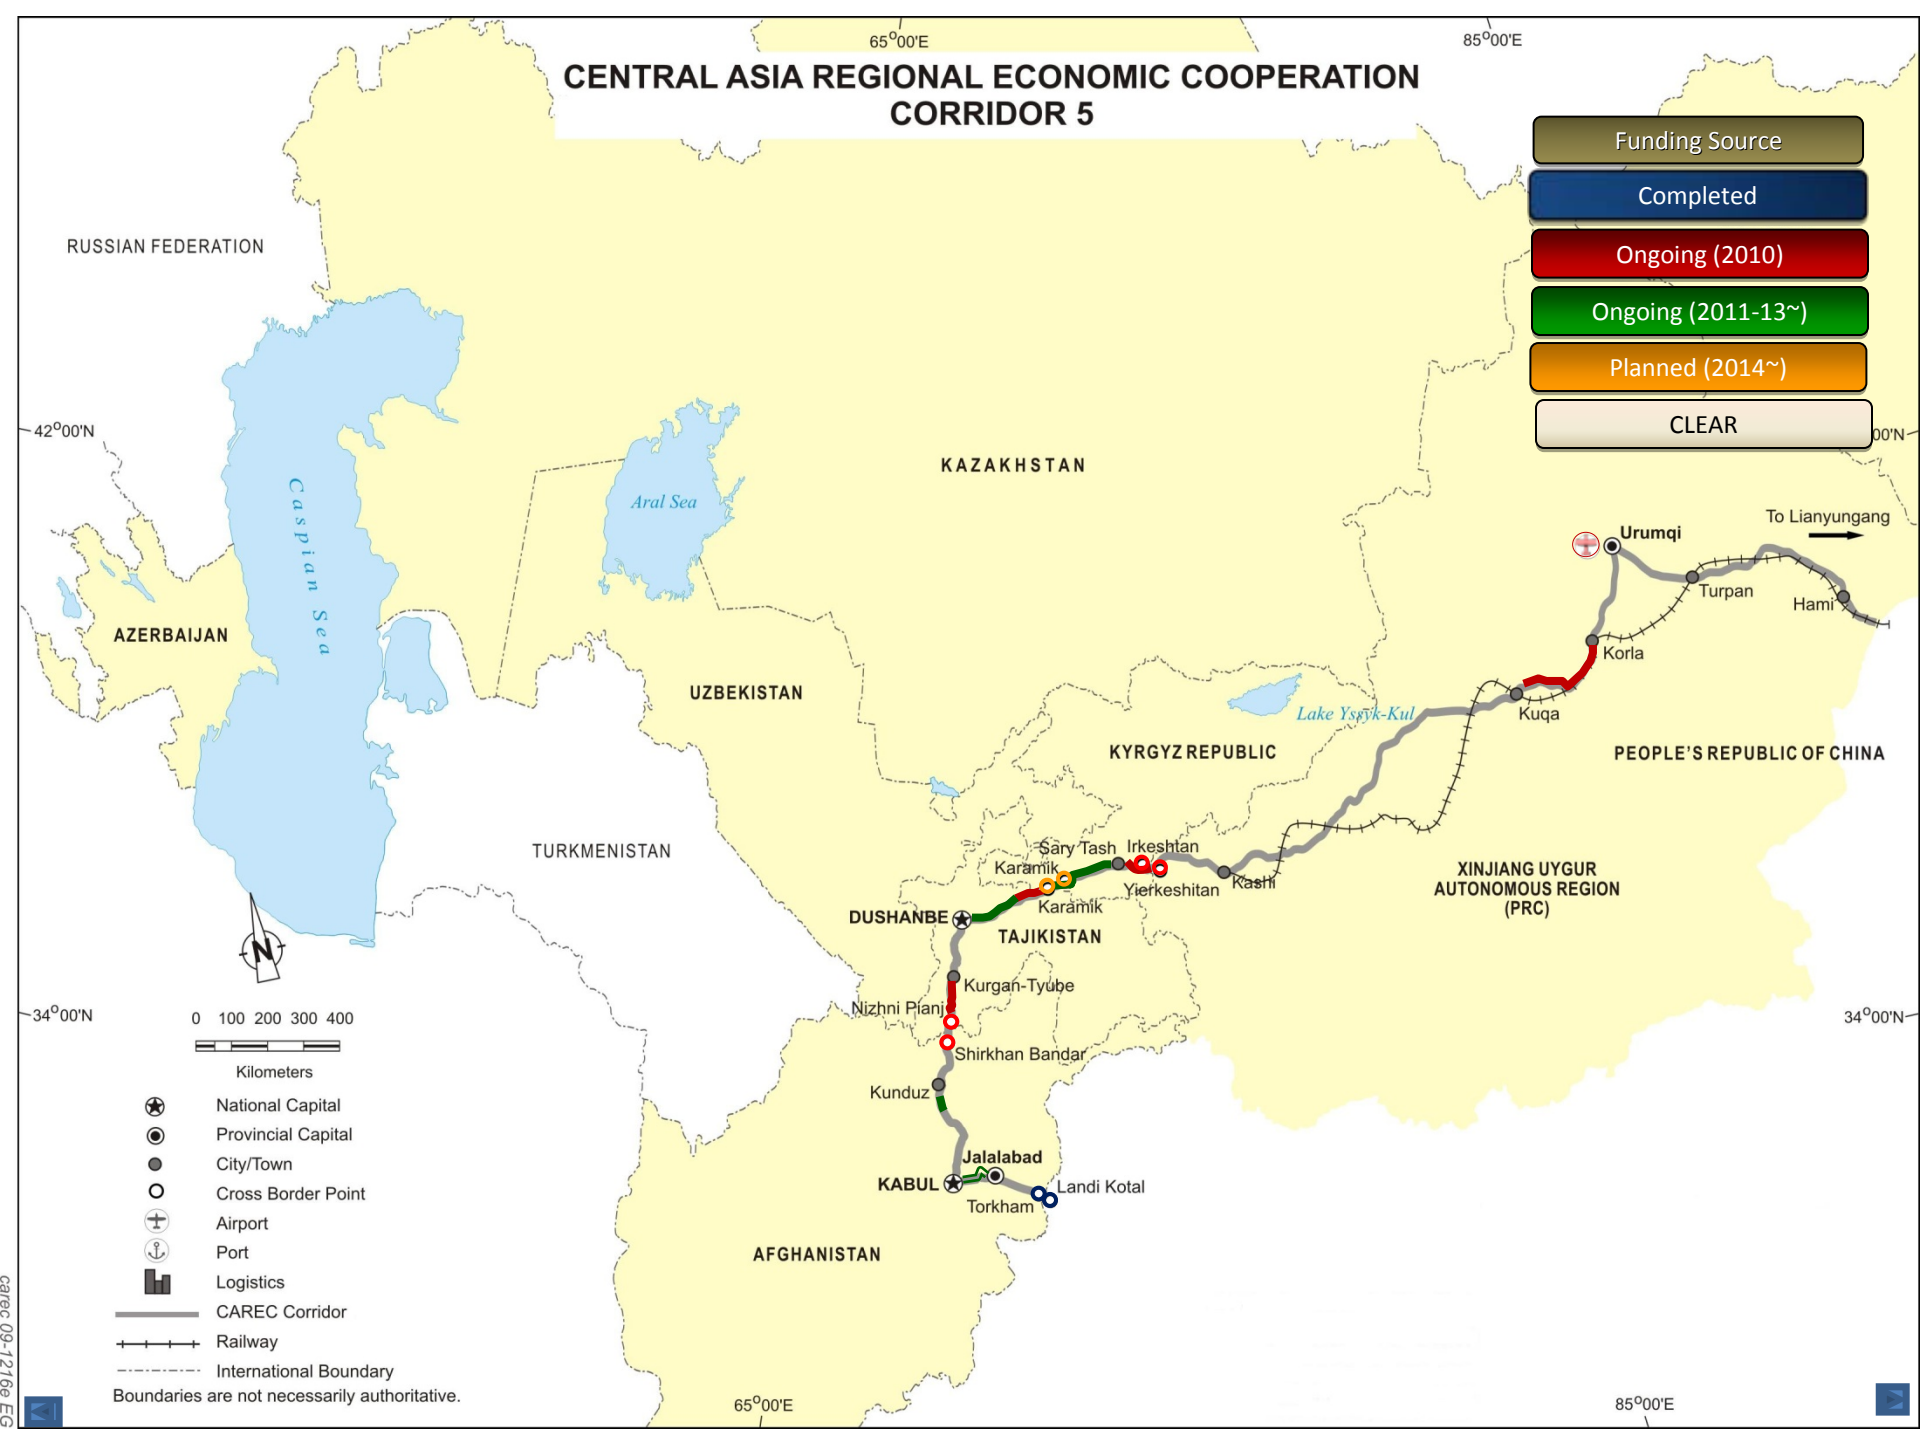 65°00'E
85°00'E
CENTRAL ASIA REGIONAL ECONOMIC COOPERATION
CORRIDOR 5
Funding Source
Completed
Ongoing (2010)
Ongoing (2011-13~)
Planned (2014~)
CLEAR
RUSSIAN FEDERATION
42°00'N
00'N
KAZAKHSTAN
Aral Sea
Caspian Sea
To Lianyungang
Urumqi
Turpan
Hami
AZERBAIJAN
Korla
UZBEKISTAN
Lake Yssyk-Kul
Kuqa
KYRGYZ REPUBLIC
PEOPLE'S REPUBLIC OF CHINA
TURKMENISTAN
Sary Tash
Irkeshtan
Karamik
Yierkeshitan
Kashi
XINJIANG UYGUR
AUTONOMOUS REGION
(PRC)
Karamik
DUSHANBE
TAJIKISTAN
N
Kurgan-Tyube
Nizhni Pianj
34°00'N
34°00'N
0 100 200 300 400
Kilometers
Shirkhan Bandar
Kunduz
National Capital
Provincial Capital
City/Town
Cross Border Point
Airport
Port
Logistics
CAREC Corridor
Railway
International Boundary
Boundaries are not necessarily authoritative.
Jalalabad
KABUL
Landi Kotal
Torkham
AFGHANISTAN
65°00'E
85°00'E
carec 09-1216e EG